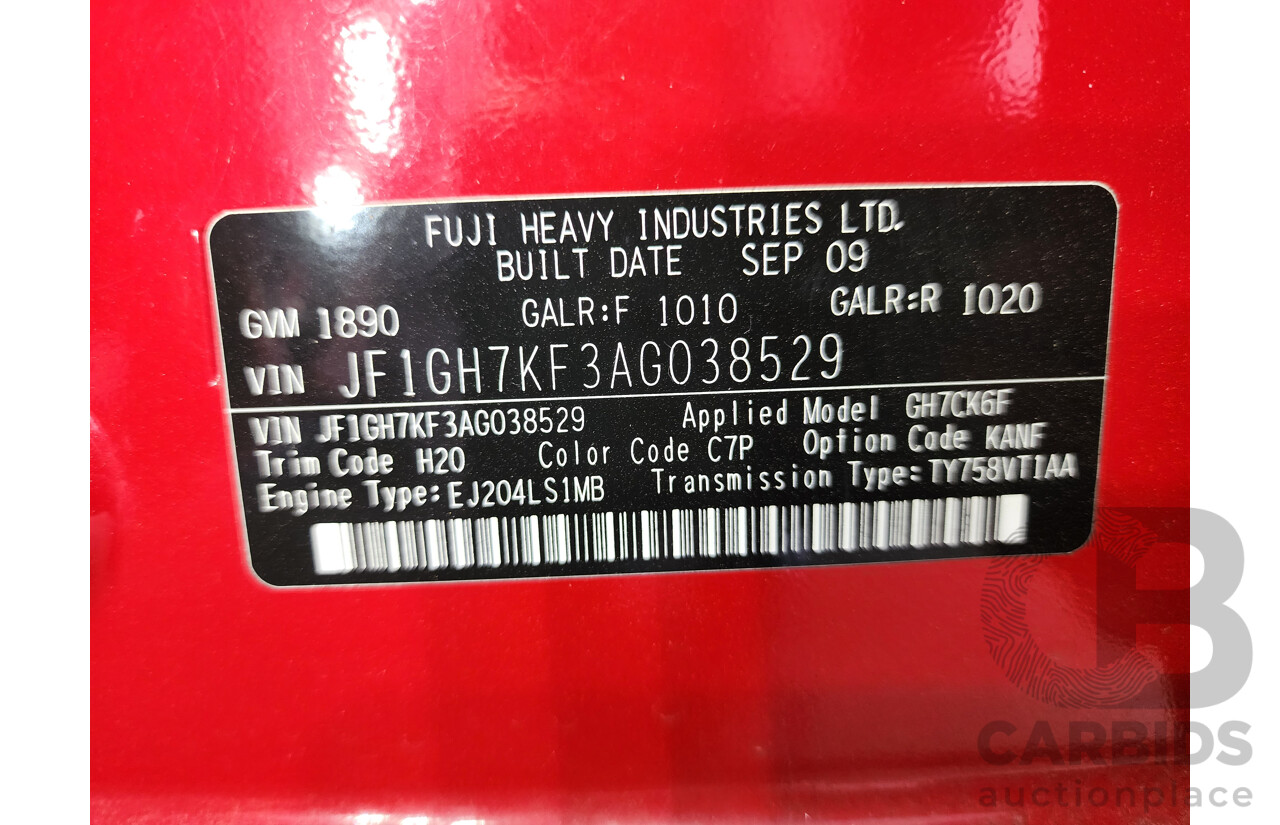 FUJI HEAVY INDUSTRIES LTD.
BUILT DATE SEP 09
GVM 1890 GALR:F 1010 GALR:R 1020
VIN JF1GH7KF3AG038529
VIN JF1GH7KF3AG038529 Applied Model GH7CK6F
Trim Code H20 Color Code C7P Option Code KANF
Engine Type: EJ204LS1MB Transmission Type: TY758VT1AA
CB
CARBIDS
auctionplace